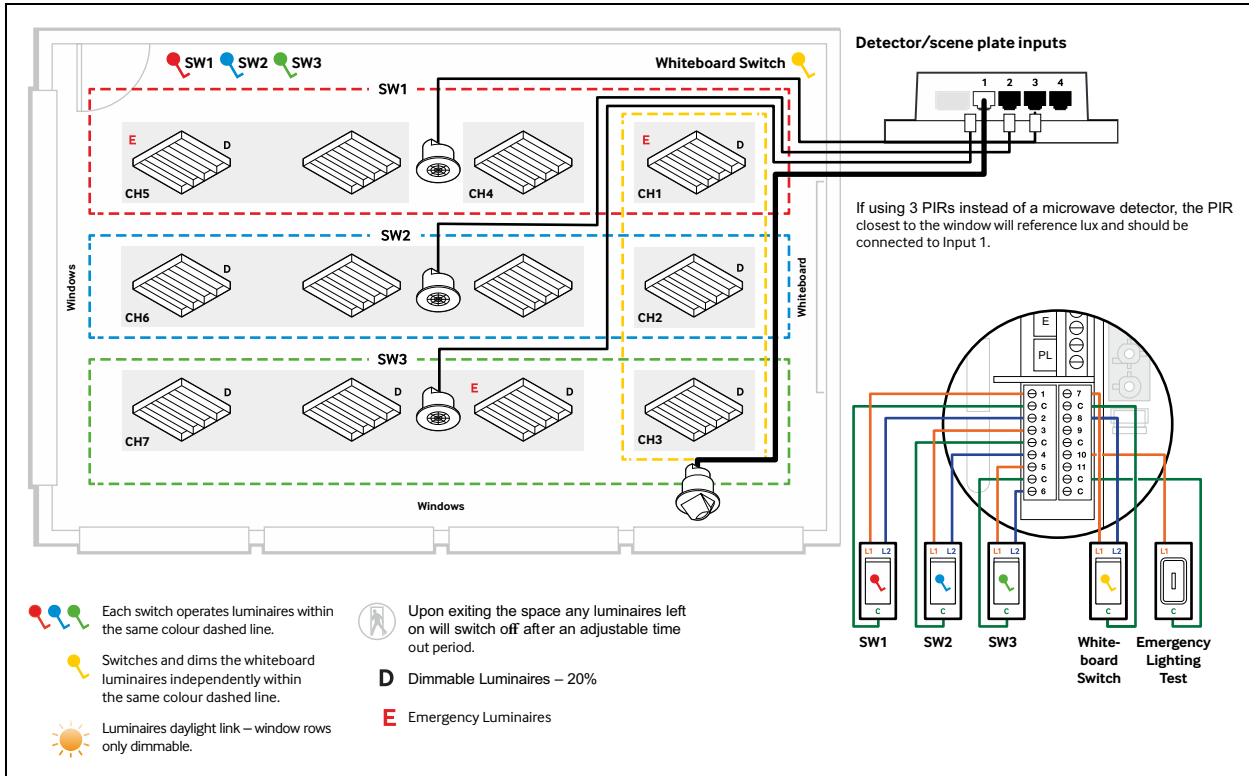 SW1 SW2 SW3
Whiteboard Switch
SW1
E D
CH5
CH4
E D
CH1
SW2
D
CH6
D
CH2
SW3
D
CH7
D
E D
D
CH3
Windows
Whiteboard
Windows
Detector/scene plate inputs
1 2 3 4
If using 3 PIRs instead of a microwave detector, the PIR
closest to the window will reference lux and should be
connected to Input 1.
E
PL
1 7
C C
2 8
3 9
C C
4 10
5 11
C C
6 C
L1 L2 L1 L2 L1 L2 L1 L2 L1
C C C C C
SW1 SW2 SW3
White-
board
Switch
Emergency
Lighting
Test
Each switch operates luminaires within
the same colour dashed line.
Switches and dims the whiteboard
luminaires independently within
the same colour dashed line.
Luminaires daylight link – window rows
only dimmable.
Upon exiting the space any luminaires left
on will switch off after an adjustable time
out period.
D Dimmable Luminaires – 20%
E Emergency Luminaires